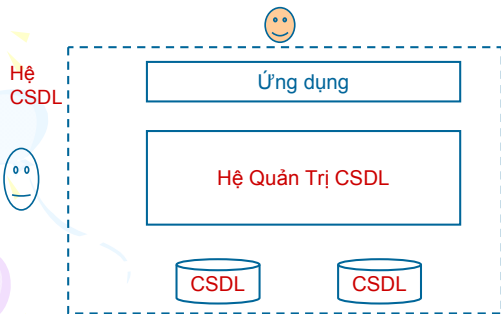 Hệ
CSDL
Ứng dụng
Hệ Quản Trị CSDL
CSDL
CSDL